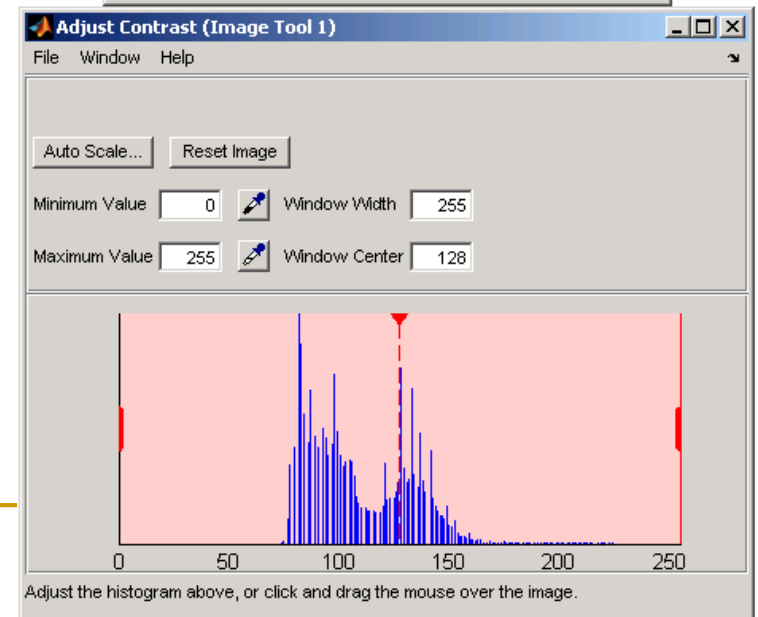 Adjust Contrast (Image Tool 1)
File Window Help
Auto Scale... Reset Image
Minimum Value 0 Window Width 255
Maximum Value 255 Window Center 128
0 50 100 150 200 250
Adjust the histogram above, or click and drag the mouse over the image.